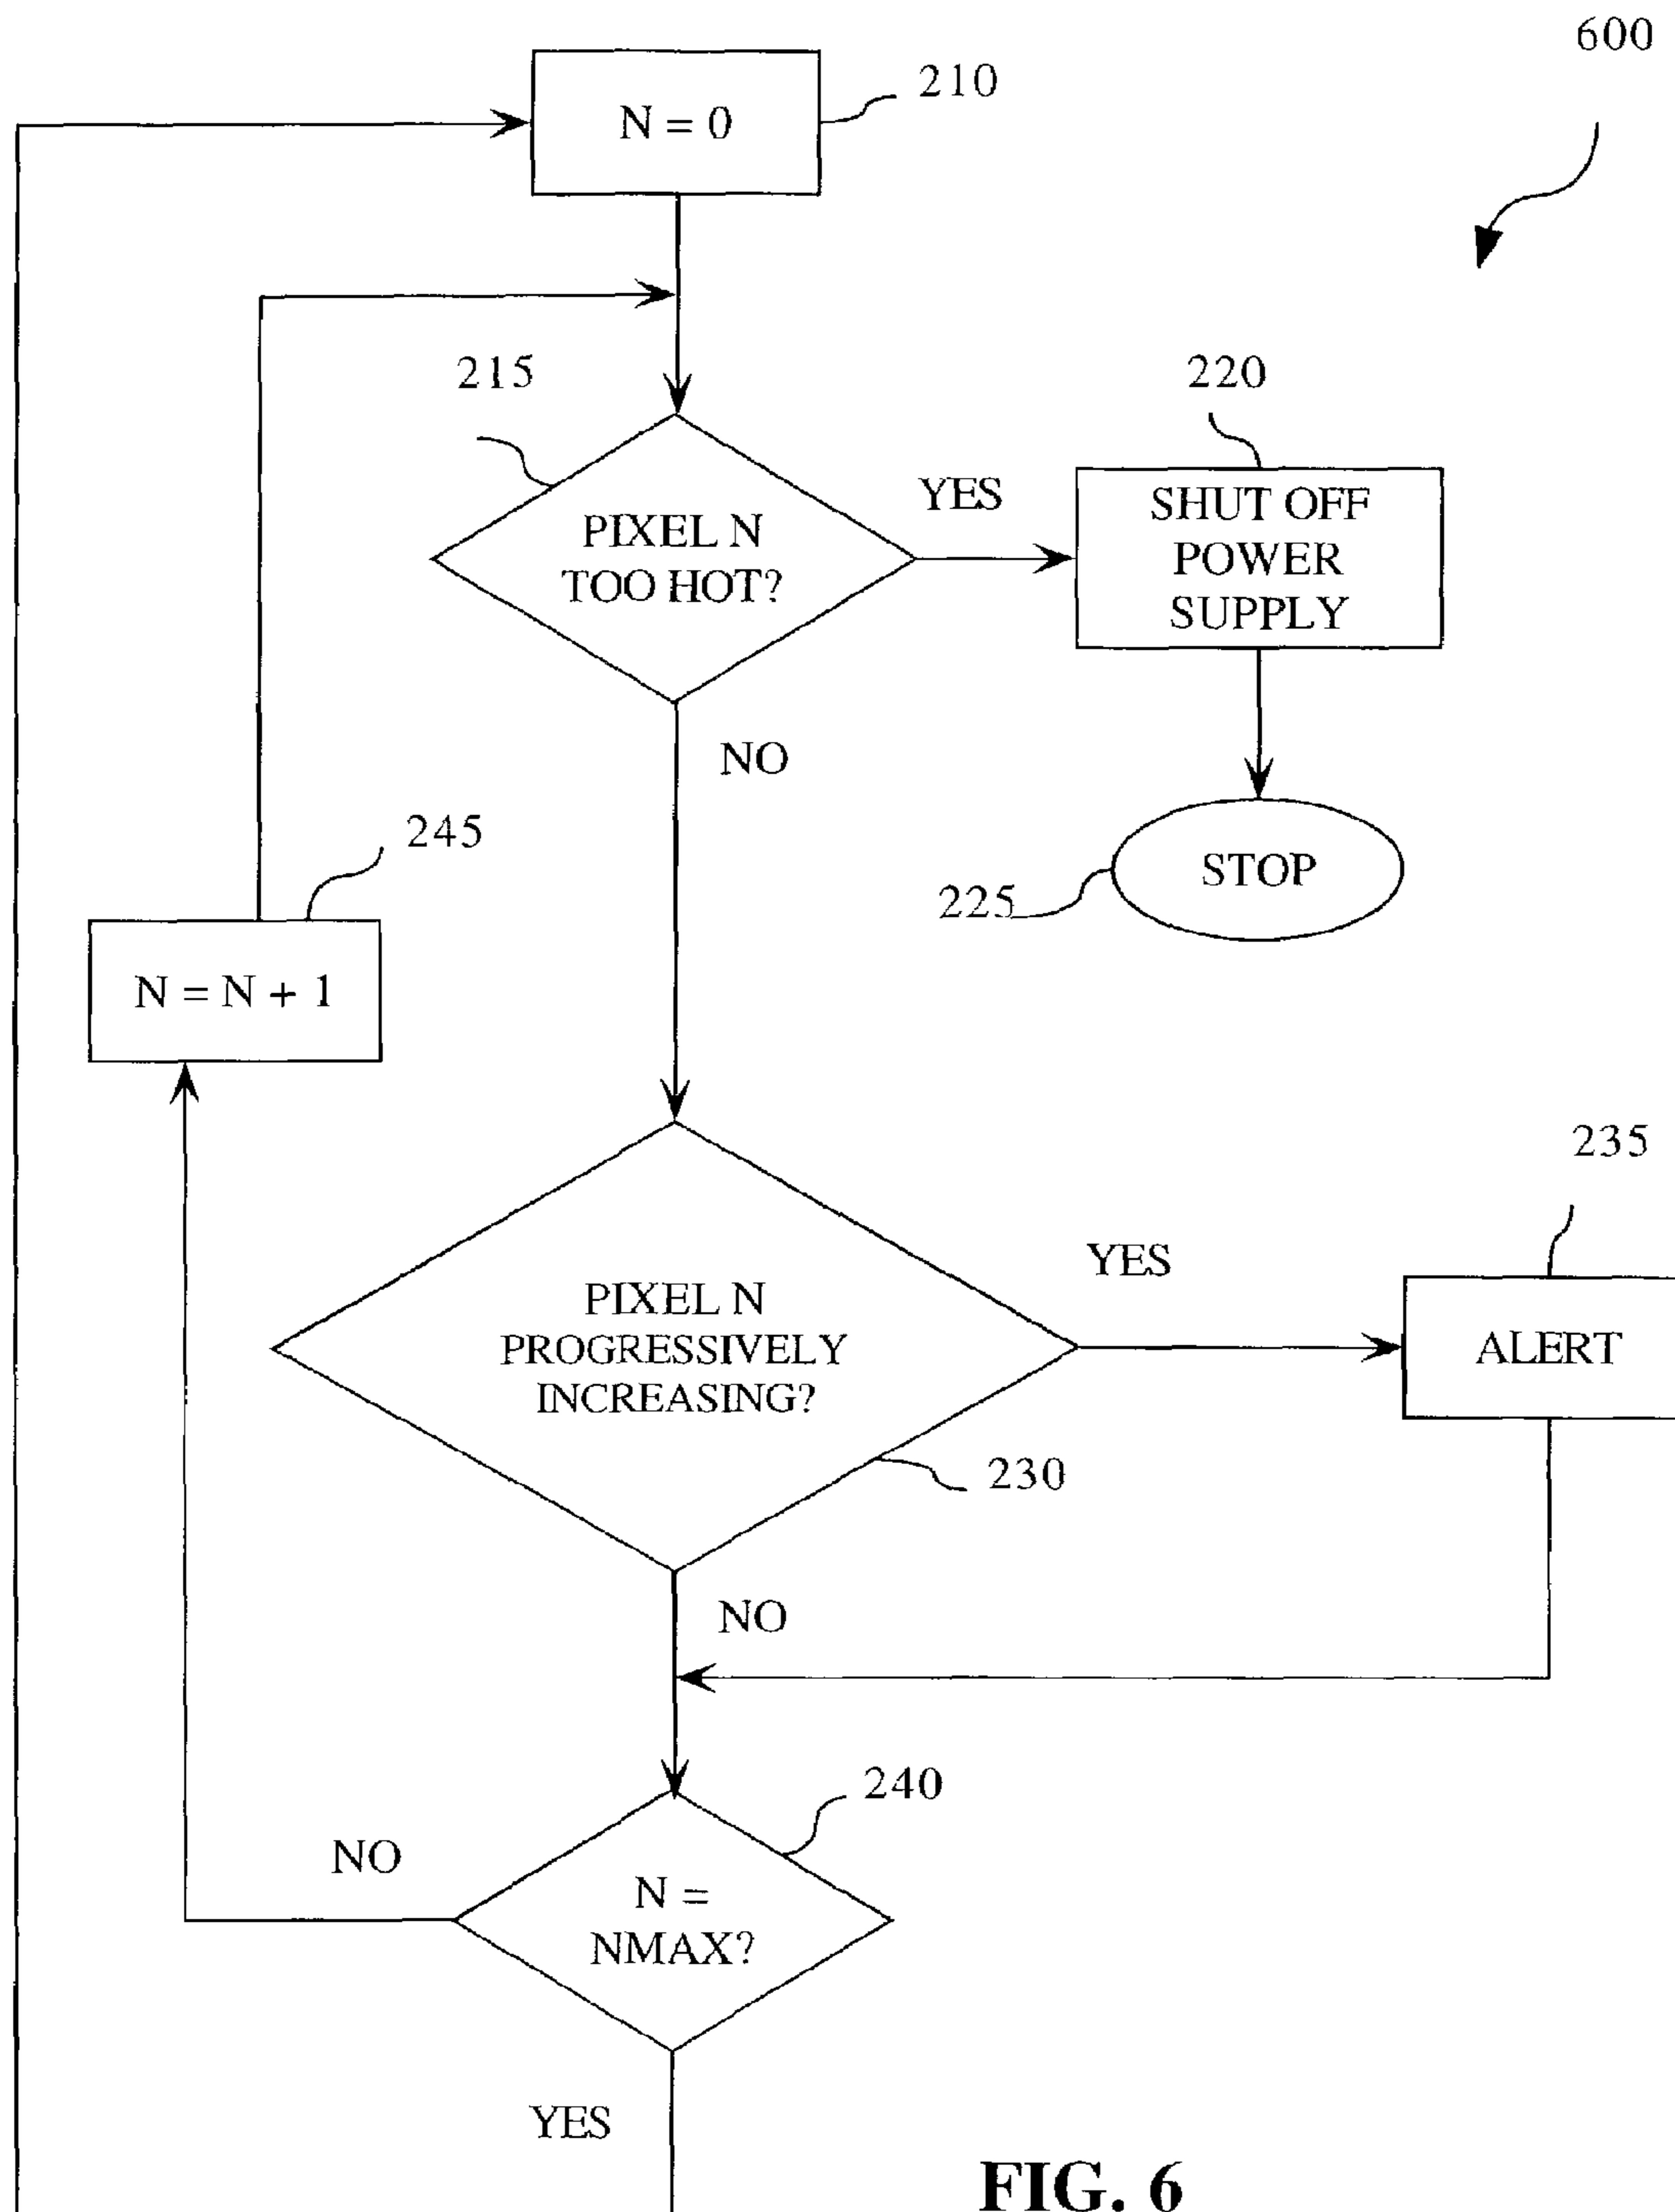 600
210
N = 0
215
220
PIXEL N
TOO HOT?
YES
SHUT OFF
POWER
SUPPLY
NO
245
225
STOP
N = N + 1
235
PIXEL N
PROGRESSIVELY
INCREASING?
YES
ALERT
230
NO
240
NO
N =
NMAX?
YES
FIG. 6